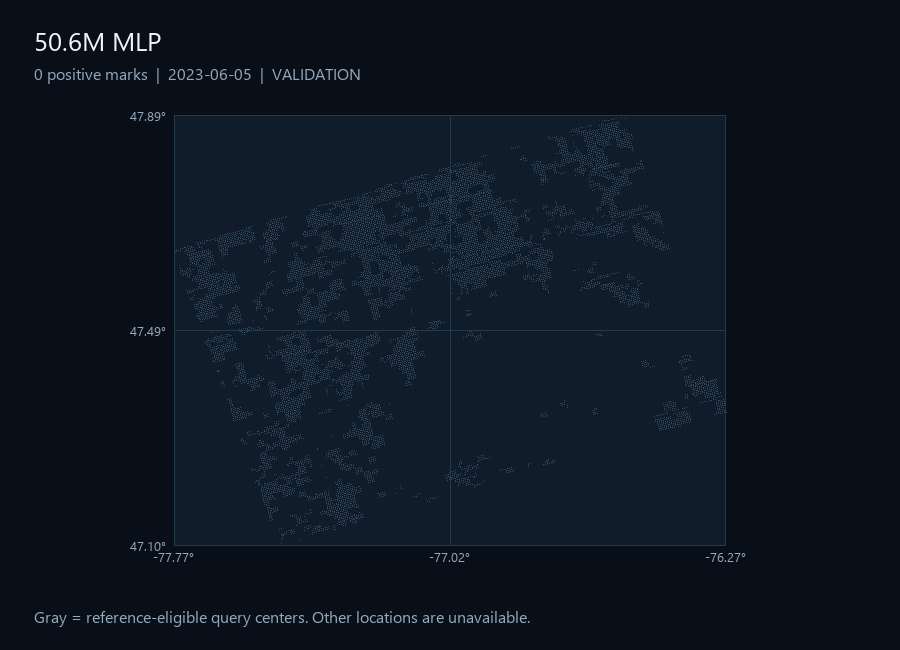 50.6M MLP
0 positive marks | 2023-06-05 | VALIDATION
47.89°
47.49°
47.10°
-77.77°
-77.02°
-76.27°
Gray = reference-eligible query centers. Other locations are unavailable.